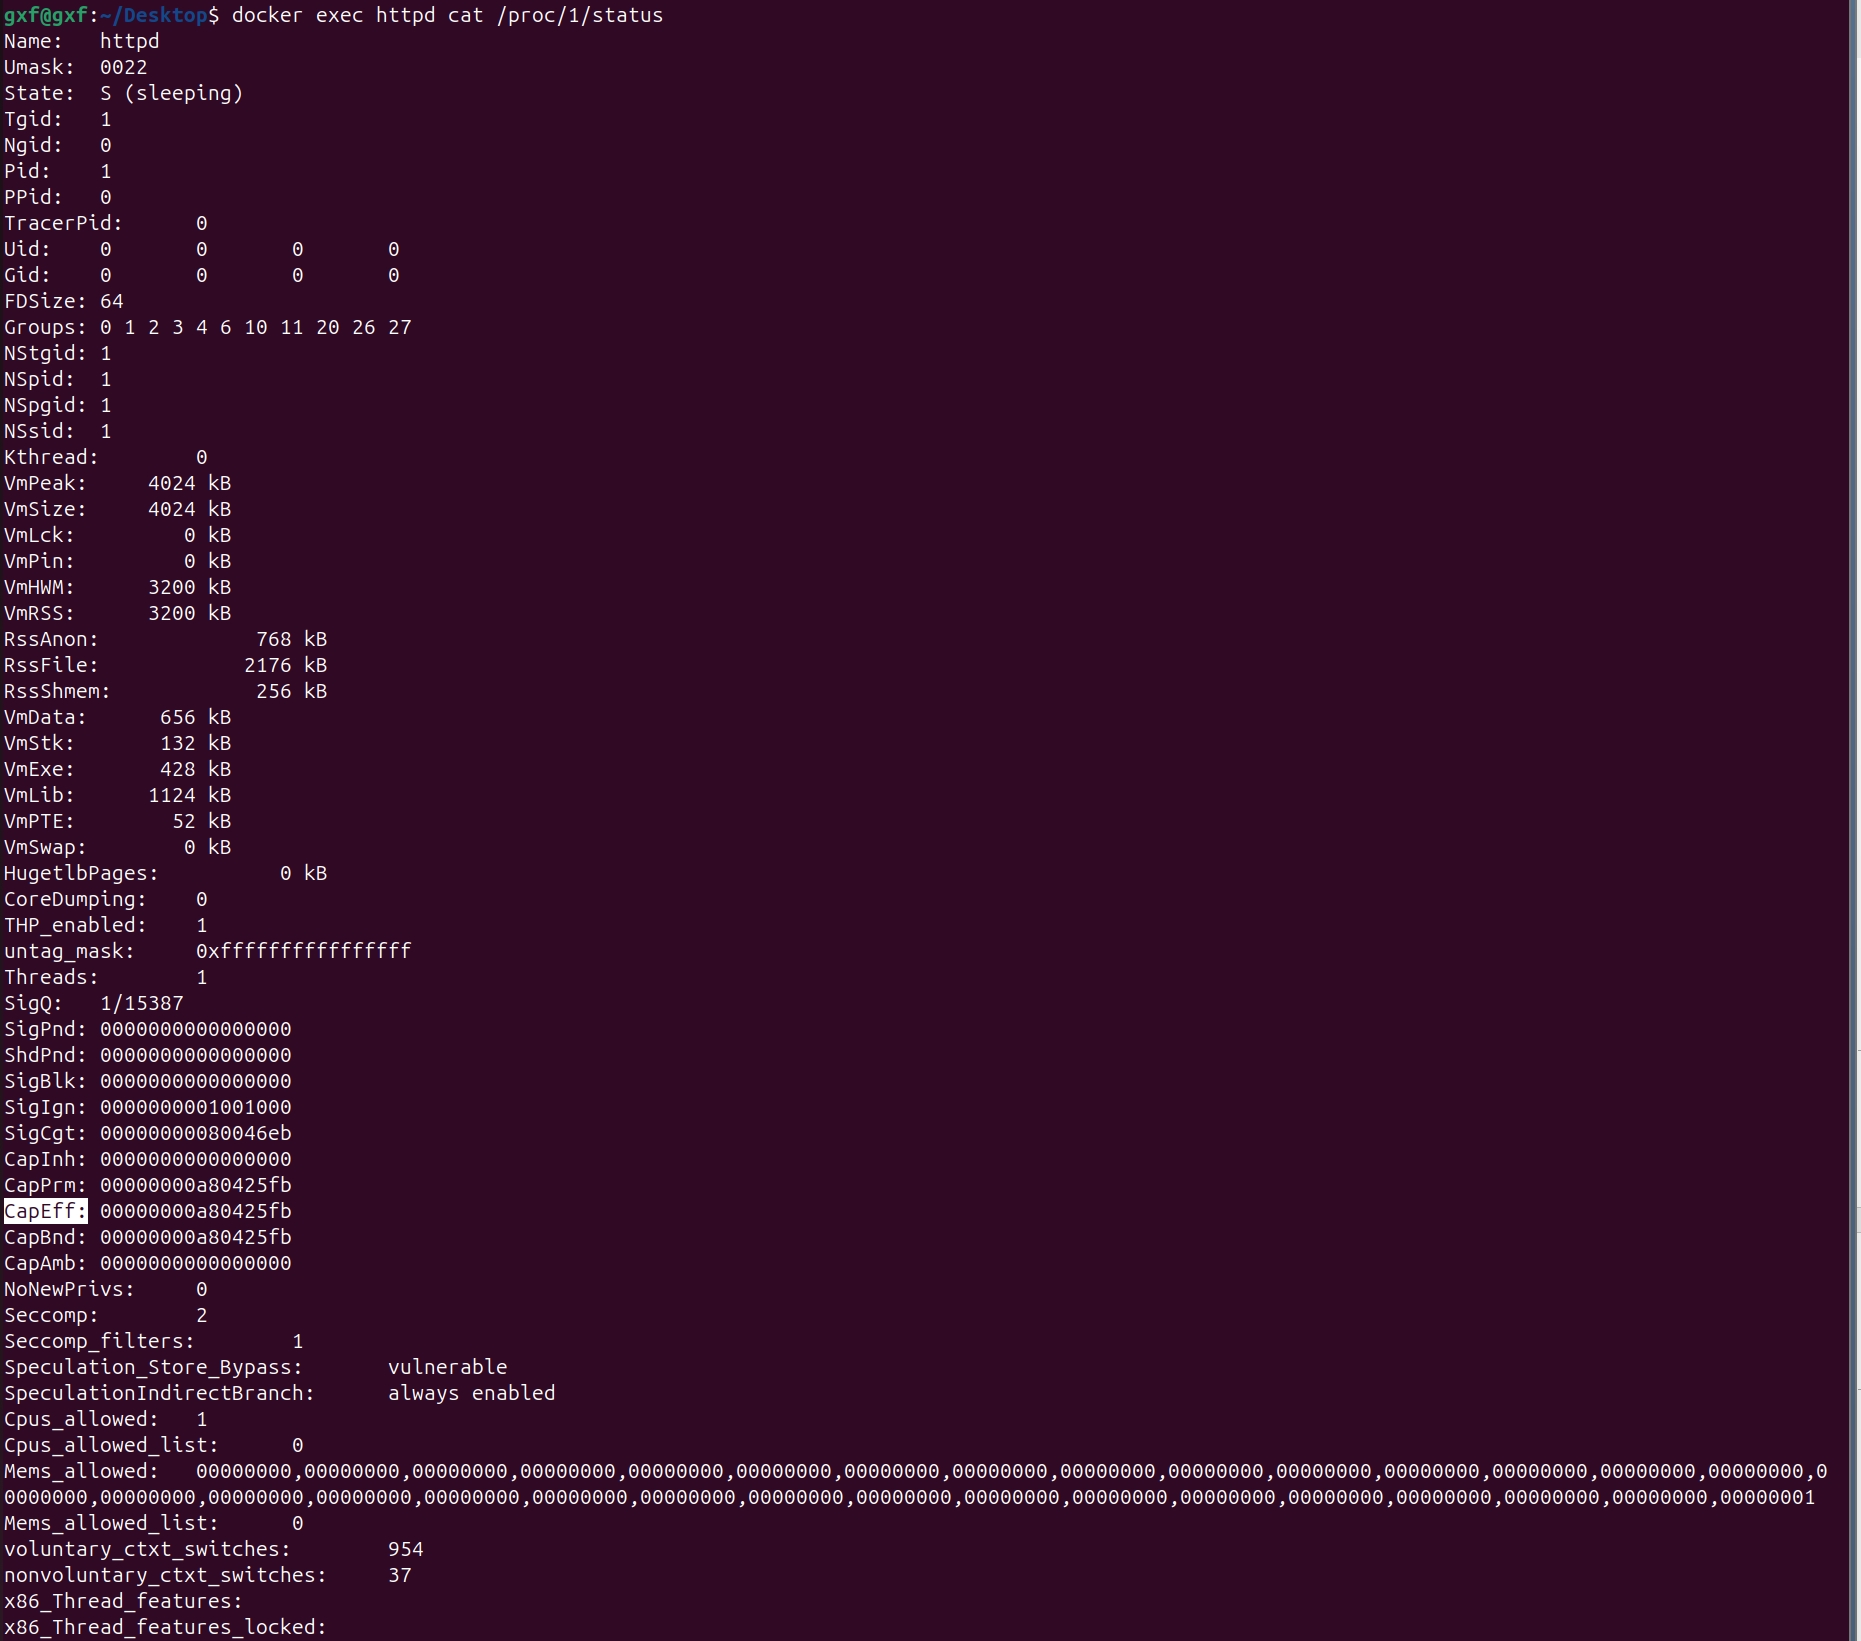 gxf@gxf:~/Desktop$ docker exec httpd cat /proc/1/status
Name:   httpd
Umask:  0022
State:  S (sleeping)
Tgid:   1
Ngid:   0
Pid:    1
PPid:   0
TracerPid:      0
Uid:    0       0       0       0
Gid:    0       0       0       0
FDSize: 64
Groups: 0 1 2 3 4 6 10 11 20 26 27
NStgid: 1
NSpid:  1
NSpgid: 1
NSsid:  1
Kthread:        0
VmPeak:     4024 kB
VmSize:     4024 kB
VmLck:         0 kB
VmPin:         0 kB
VmHWM:      3200 kB
VmRSS:      3200 kB
RssAnon:             768 kB
RssFile:            2176 kB
RssShmem:            256 kB
VmData:      656 kB
VmStk:       132 kB
VmExe:       428 kB
VmLib:      1124 kB
VmPTE:        52 kB
VmSwap:        0 kB
HugetlbPages:          0 kB
CoreDumping:    0
THP_enabled:    1
untag_mask:     0xffffffffffffffff
Threads:        1
SigQ:   1/15387
SigPnd: 0000000000000000
ShdPnd: 0000000000000000
SigBlk: 0000000000000000
SigIgn: 0000000001001000
SigCgt: 00000000080046eb
CapInh: 0000000000000000
CapPrm: 00000000a80425fb
CapEff: 00000000a80425fb
CapBnd: 00000000a80425fb
CapAmb: 0000000000000000
NoNewPrivs:     0
Seccomp:        2
Seccomp_filters:        1
Speculation_Store_Bypass:       vulnerable
SpeculationIndirectBranch:      always enabled
Cpus_allowed:   1
Cpus_allowed_list:      0
Mems_allowed:   00000000,00000000,00000000,00000000,00000000,00000000,00000000,00000000,00000000,00000000,00000000,00000000,00000000,00000000,00000000,0
0000000,00000000,00000000,00000000,00000000,00000000,00000000,00000000,00000000,00000000,00000000,00000000,00000000,00000000,00000000,00000000,00000001
Mems_allowed_list:      0
voluntary_ctxt_switches:        954
nonvoluntary_ctxt_switches:     37
x86_Thread_features:
x86_Thread_features_locked: